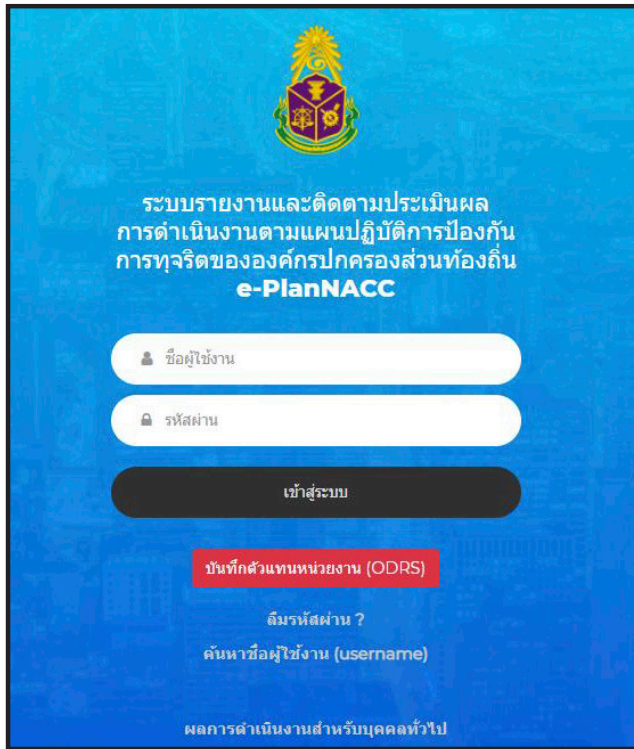 ระบบรายงานและติดตามประเมินผล
การดำเนินงานตามแผนปฏิบัติการป้องกัน
การทุจริตขององค์กรปกครองส่วนท้องถิ่น
e-PlanNACC
ชื่อผู้ใช้งาน
รหัสผ่าน
เข้าสู่ระบบ
บันทึกตัวแทนหน่วยงาน (ODRS)
ลืมรหัสผ่าน ?
ค้นหาชื่อผู้ใช้งาน (username)
ผลการดำเนินงานสำหรับบุคคลทั่วไป